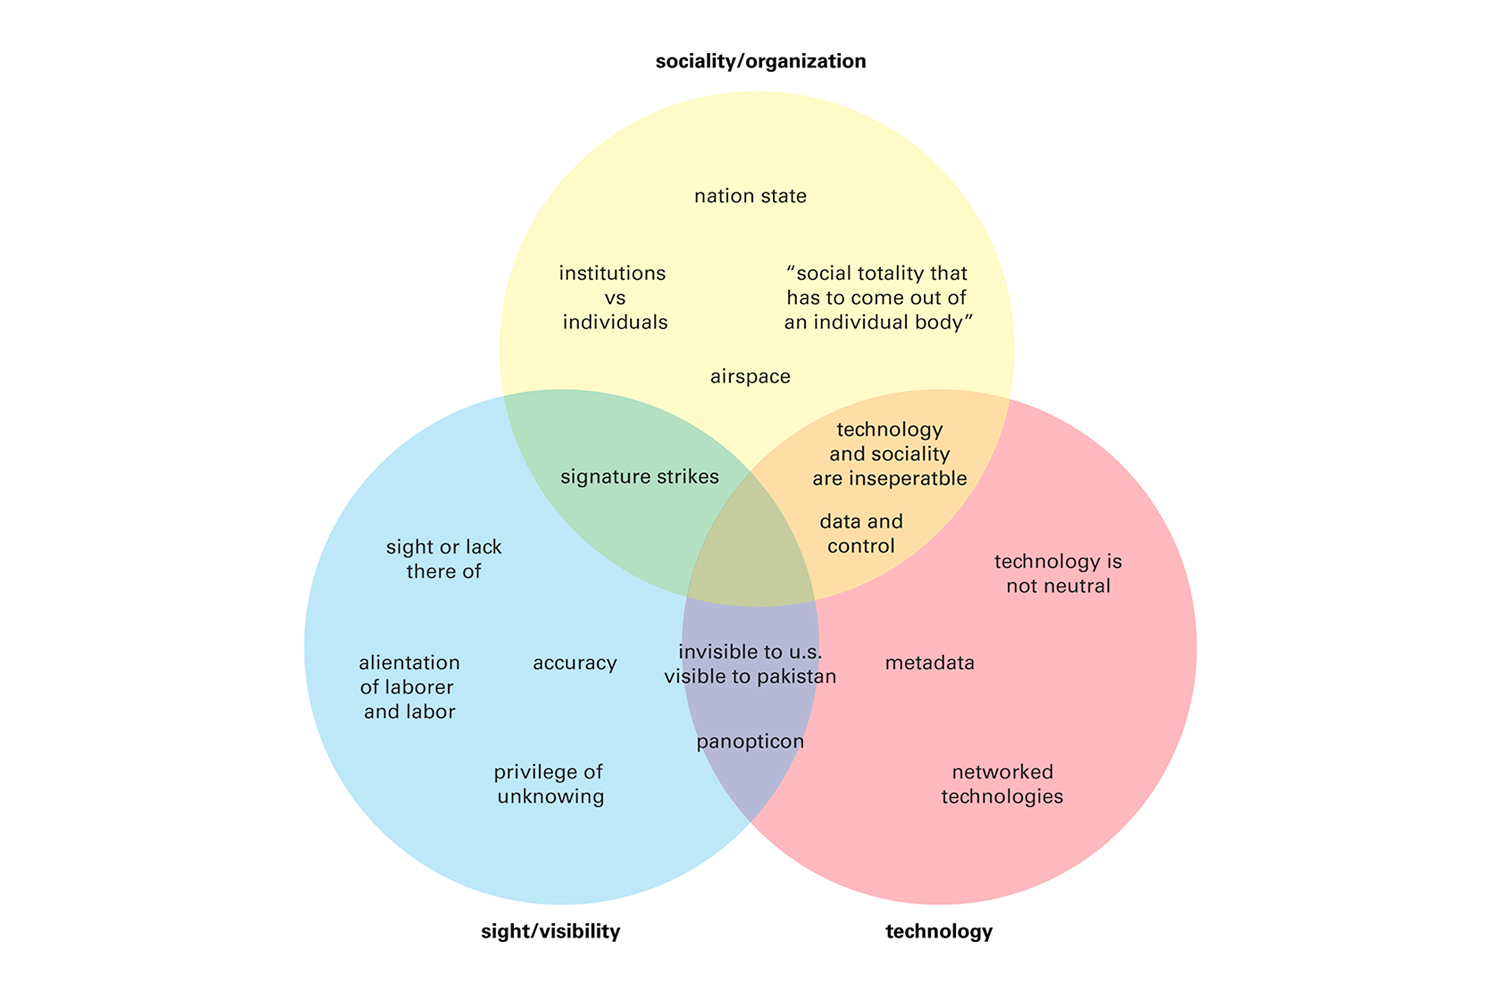 sociality/organization
nation state
institutions
vs
individuals
“social totality that
has to come out of
an individual body”
airspace
technology
and sociality
are inseperatble
data and
control
signature strikes
sight or lack
there of
alientation
of laborer
and labor
accuracy
privilege of
unknowing
invisible to u.s.
visible to pakistan
panopticon
technology is
not neutral
metadata
networked
technologies
sight/visibility
technology